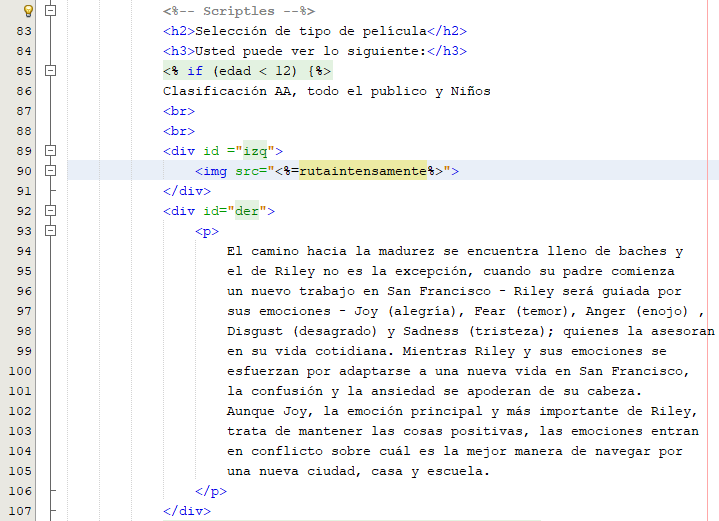 <%-- Scriptles --%>
83 <h2>Selección de tipo de película</h2>
84 <h3>Usted puede ver lo siguiente:</h3>
85 <% if (edad < 12) {%>
86 Clasificación AA, todo el publico y Niños
87 <br>
88 <br>
89 <div id ="izq">
90 <img src="<%=rutaintensamente%>">
91 </div>
92 <div id="der">
93 <p>
94 El camino hacia la madurez se encuentra lleno de baches y
95 el de Riley no es la excepción, cuando su padre comienza
96 un nuevo trabajo en San Francisco - Riley será guiada por
97 sus emociones - Joy (alegría), Fear (temor), Anger (enojo) ,
98 Disgust (desagrado) y Sadness (tristeza); quienes la asesoran
99 en su vida cotidiana. Mientras Riley y sus emociones se
100 esfuerzan por adaptarse a una nueva vida en San Francisco,
101 la confusión y la ansiedad se apoderan de su cabeza.
102 Aunque Joy, la emoción principal y más importante de Riley,
103 trata de mantener las cosas positivas, las emociones entran
104 en conflicto sobre cuál es la mejor manera de navegar por
105 una nueva ciudad, casa y escuela.
106 </p>
107 </div>